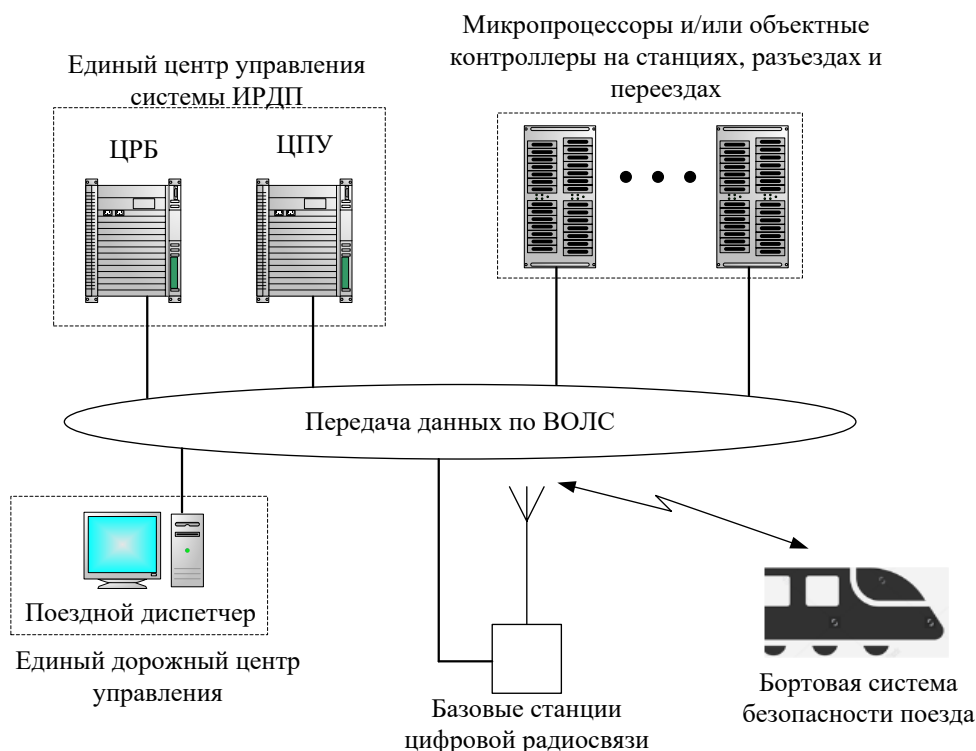 Единый центр управления
системы ИРДП
Микропроцессоры и/или объектные
контроллеры на станциях, разъездах и
переездах
ЦРБ
ЦПУ
Передача данных по ВОЛС
Поездной диспетчер
Единый дорожный центр
управления
Базовые станции
цифровой радиосвязи
Бортовая система
безопасности поезда